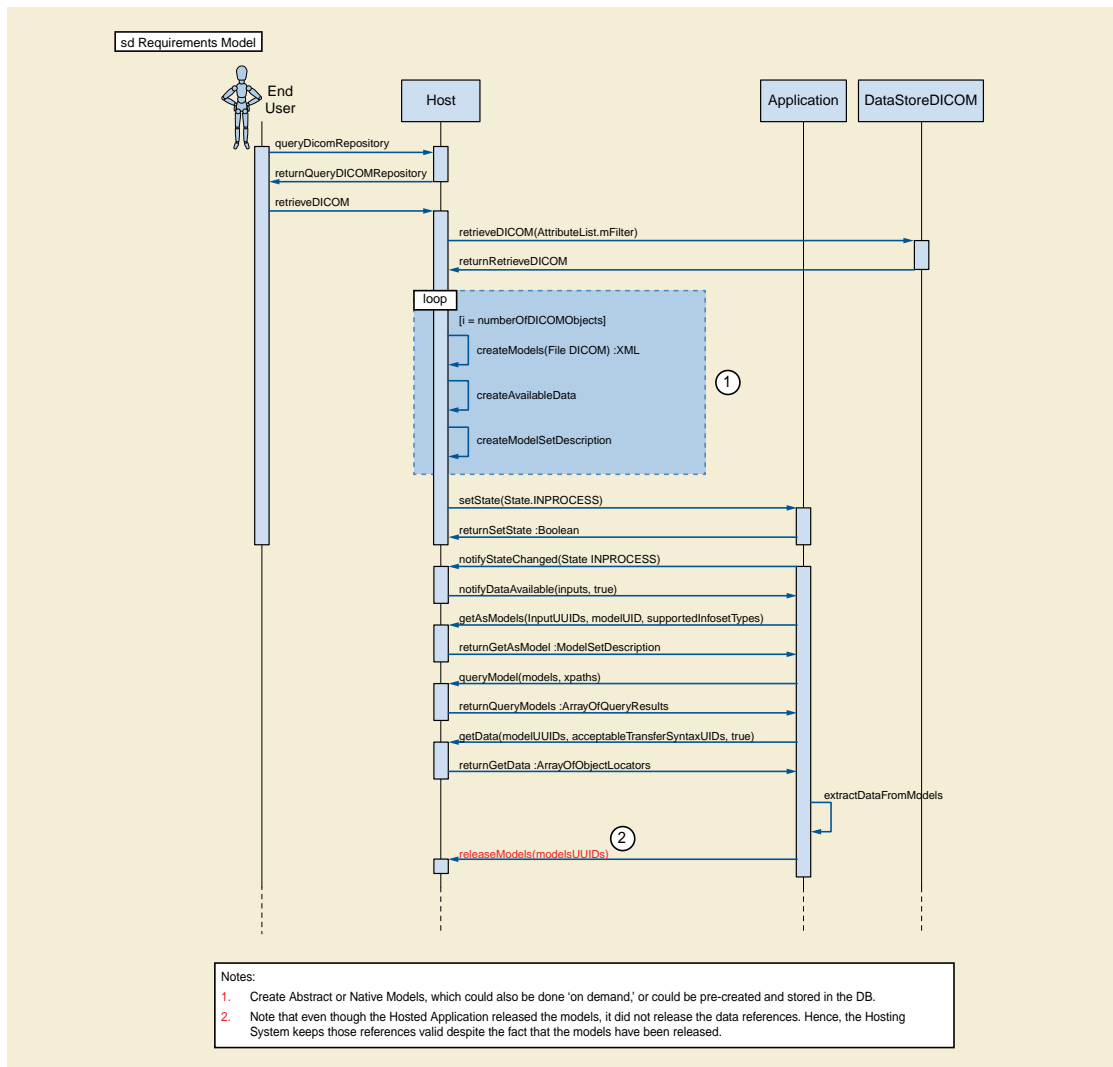 sd Requirements Model
End
User
Host
Application
DataStoreDICOM
queryDicomRepository
returnQueryDICOMRepository
retrieveDICOM
retrieveDICOM(AttributeList.mFilter)
returnRetrieveDICOM
loop
[i = numberOfDICOMObjects]
createModels(File DICOM) :XML
1
createAvailableData
createModelSetDescription
setState(State.INPROCESS)
returnSetState :Boolean
notifyStateChanged(State INPROCESS)
notifyDataAvailable(inputs, true)
getAsModels(InputUUIDs, modelUID, supportedInfosetTypes)
returnGetAsModel :ModelSetDescription
queryModel(models, xpaths)
returnQueryModels :ArrayOfQueryResults
getData(modelUUIDs, acceptableTransferSyntaxUIDs, true)
returnGetData :ArrayOfObjectLocators
extractDataFromModels
2
releaseModels(modelsUUIDs)
Notes:
1. Create Abstract or Native Models, which could also be done ‘on demand,’ or could be pre-created and stored in the DB.
2. Note that even though the Hosted Application released the models, it did not release the data references. Hence, the Hosting
System keeps those references valid despite the fact that the models have been released.